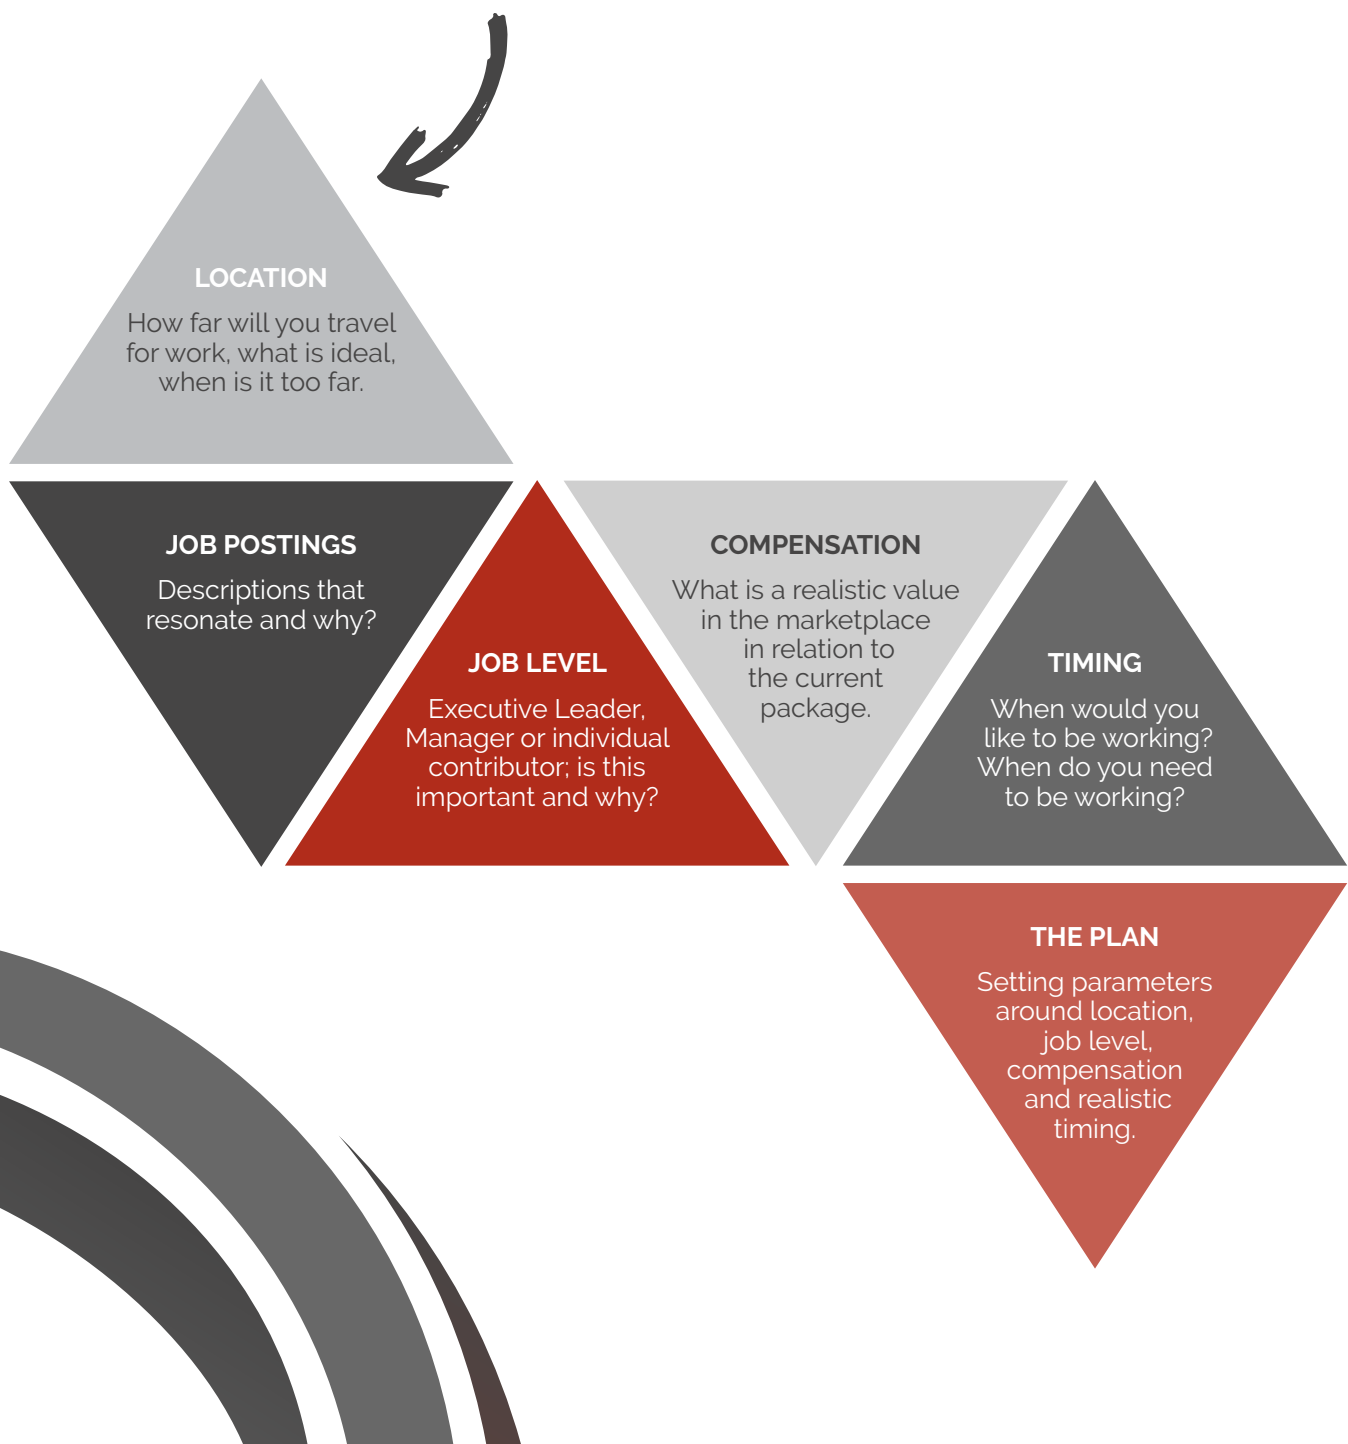 LOCATION
How far will you travel
for work, what is ideal,
when is it too far.
JOB POSTINGS
Descriptions that
resonate and why?
JOB LEVEL
Executive Leader,
Manager or individual
contributor; is this
important and why?
COMPENSATION
What is a realistic value
in the marketplace
in relation to
the current
package.
TIMING
When would you
like to be working?
When do you need
to be working?
THE PLAN
Setting parameters
around location,
job level,
compensation
and realistic
timing.